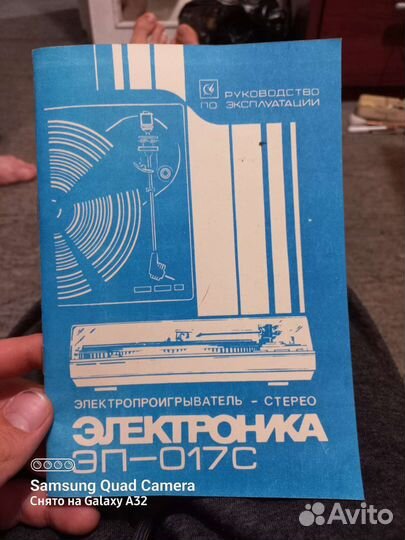 РУКОВОДСТВО
ПО ЭКСПЛУАТАЦИИ
ЭЛЕКТРОПРОИГРЫВАТЕЛЬ - СТЕРЕО
ЭЛЕКТРОНИКА
ЭП-017С
Samsung Quad Camera
Снято на Galaxy A32
Avito